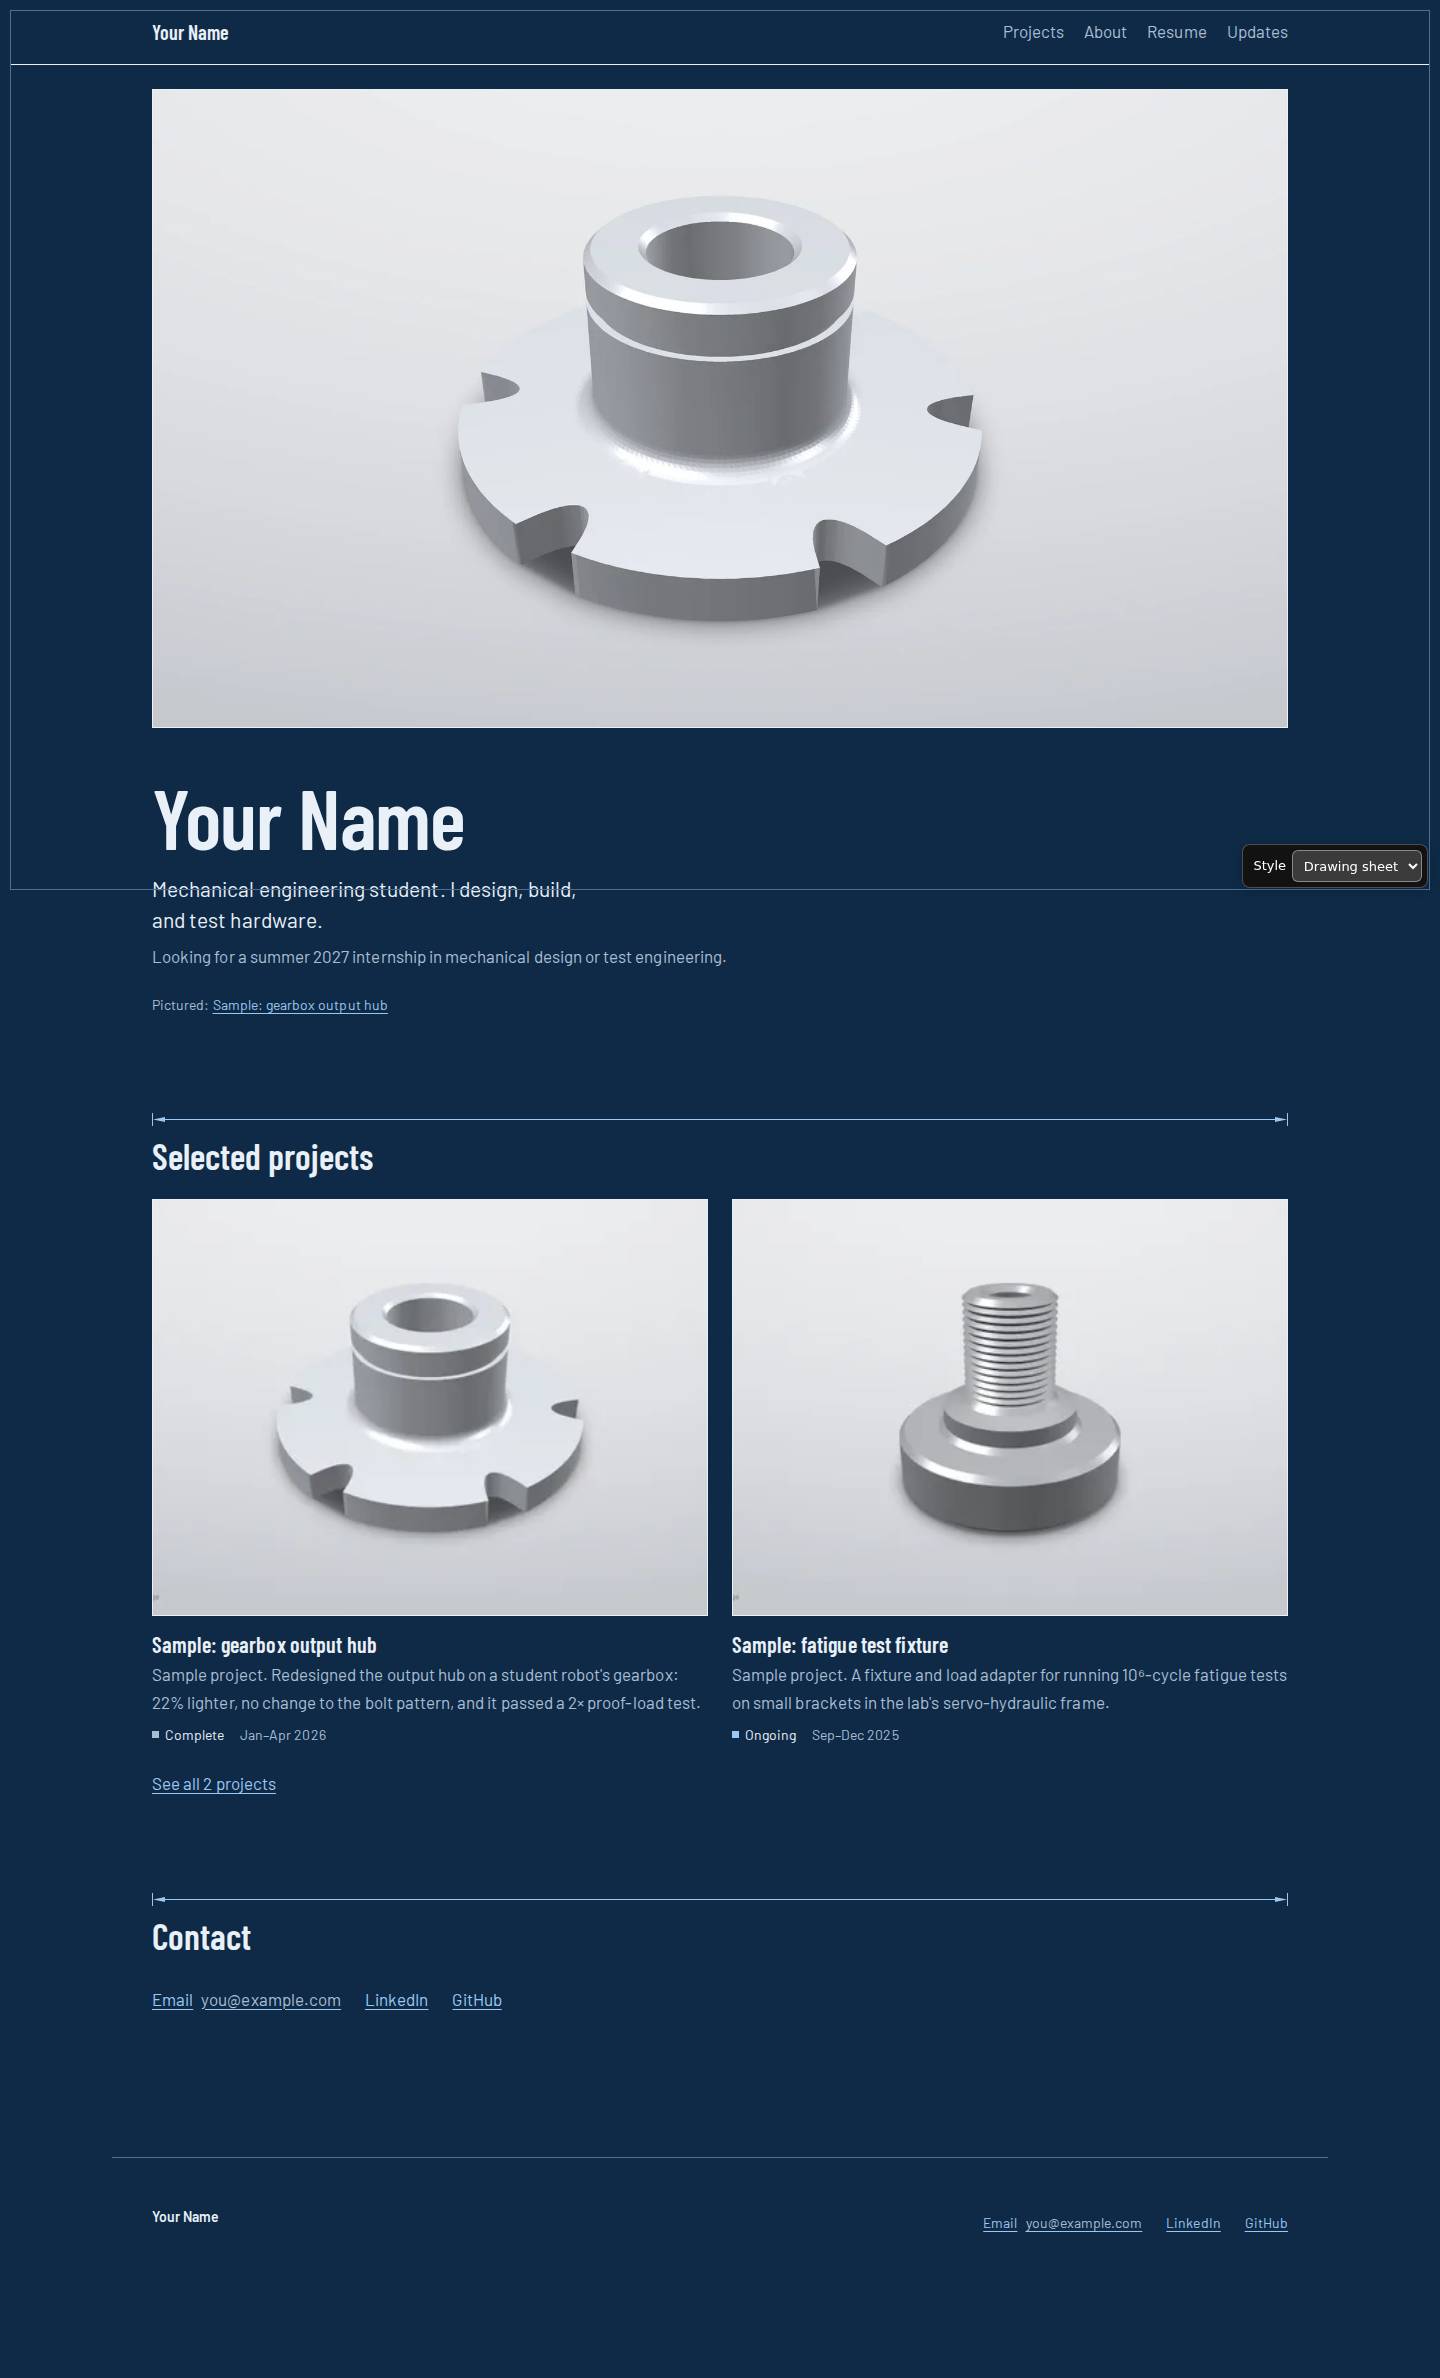 Your Name
Projects About Resume Updates
Your Name
Style Drawing sheet
Mechanical engineering student. I design, build,
and test hardware.
Looking for a summer 2027 internship in mechanical design or test engineering.
Pictured: Sample: gearbox output hub
Selected projects
Sample: gearbox output hub
Sample project. Redesigned the output hub on a student robot's gearbox:
22% lighter, no change to the bolt pattern, and it passed a 2× proof-load test.
Complete Jan–Apr 2026
Sample: fatigue test fixture
Sample project. A fixture and load adapter for running 10⁶-cycle fatigue tests
on small brackets in the lab's servo-hydraulic frame.
Ongoing Sep–Dec 2025
See all 2 projects
Contact
Email you@example.com LinkedIn GitHub
Your Name
Email you@example.com LinkedIn GitHub